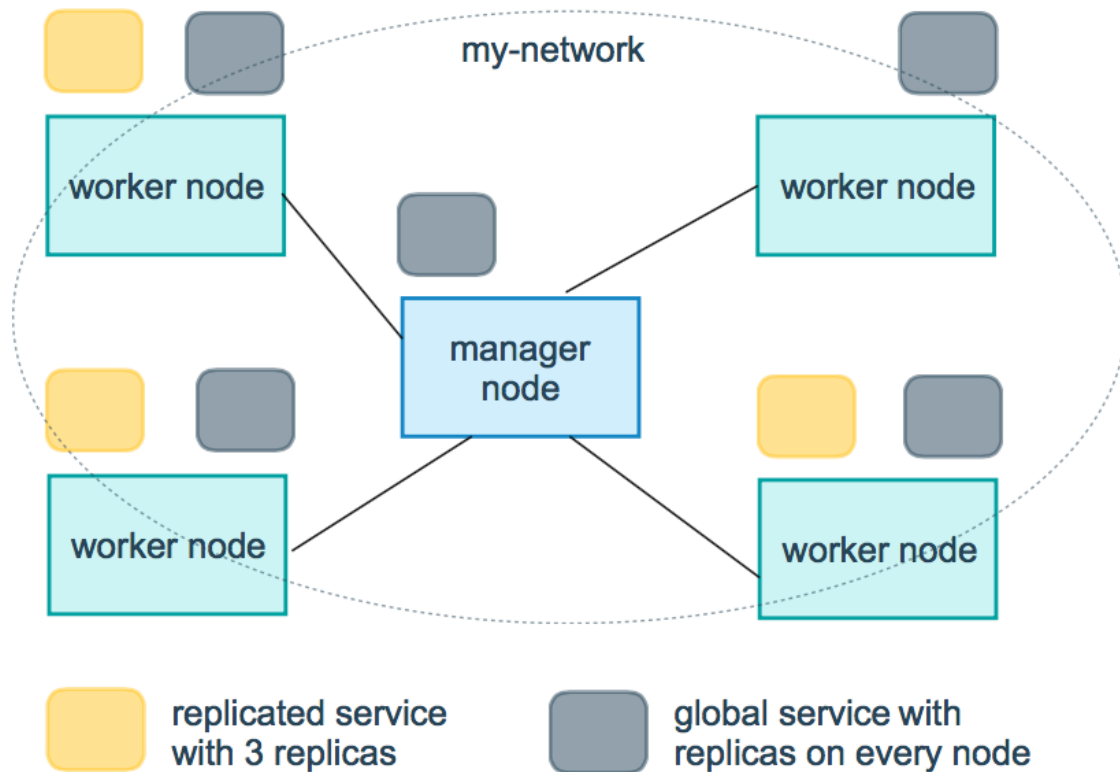 my-network
worker node
worker node
manager
node
worker node
worker node
replicated service
with 3 replicas
global service with
replicas on every node